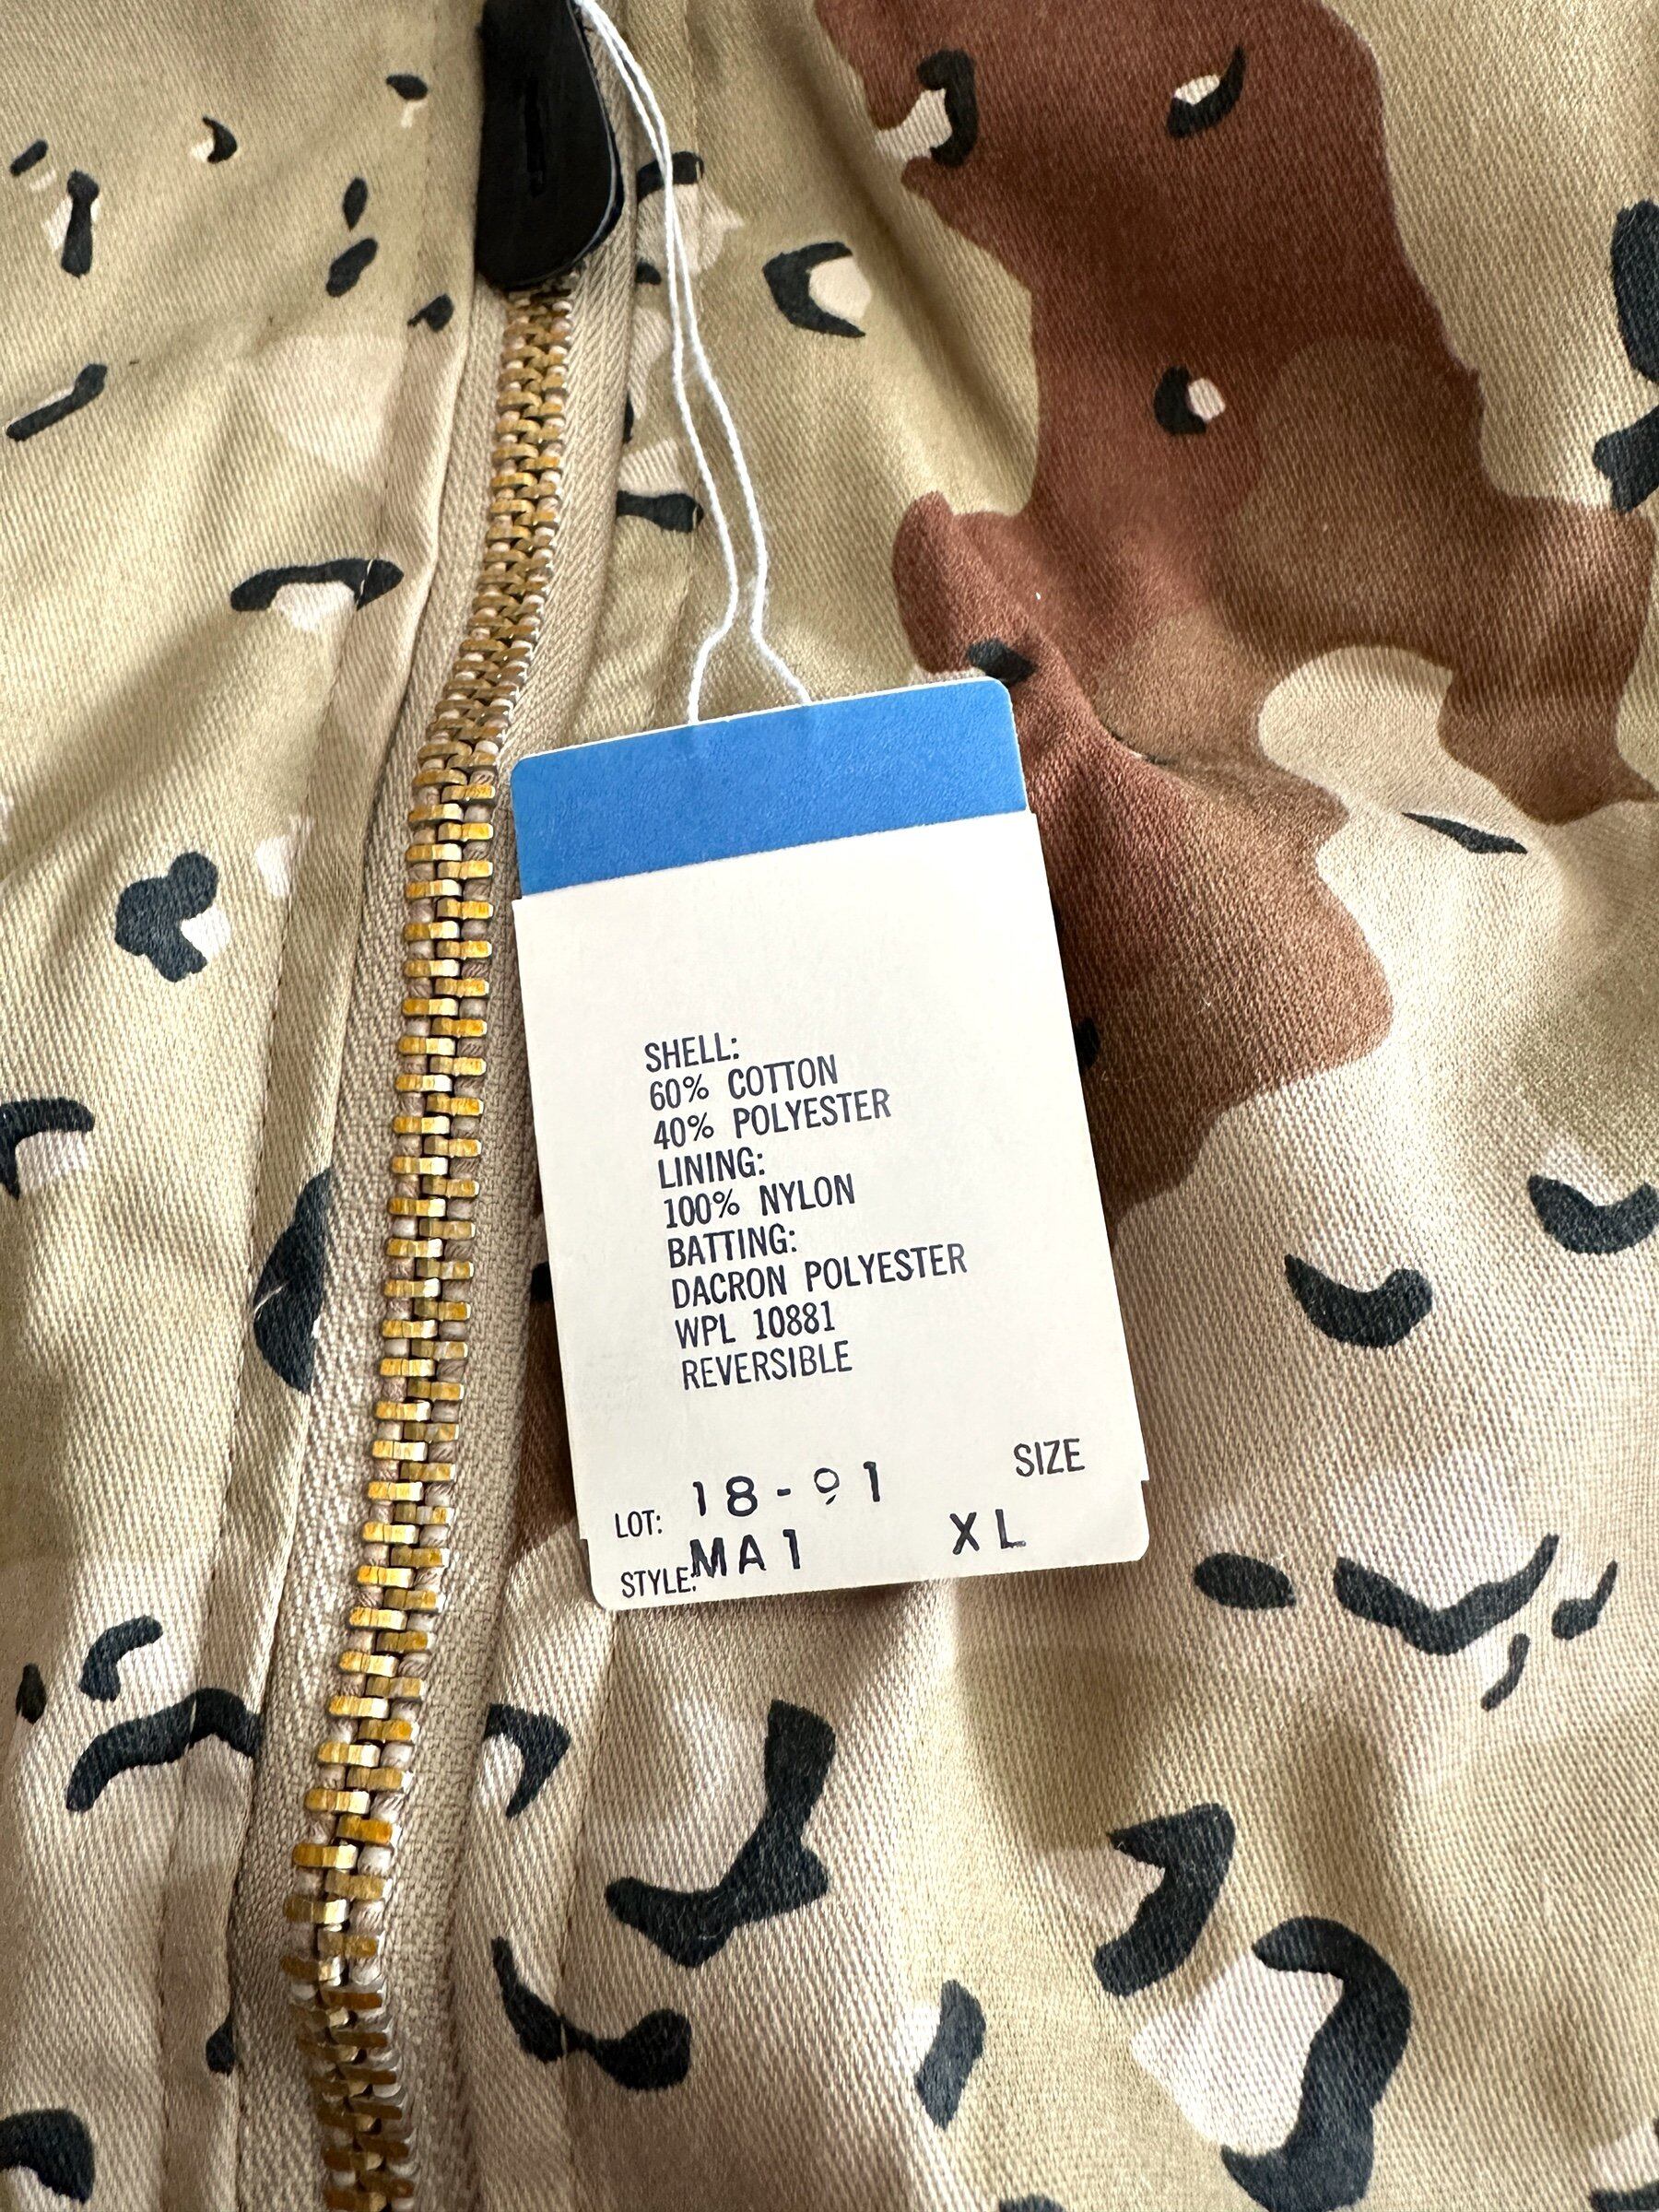 SHELL:
60% COTTON
40% POLYESTER
LINING:
100% NYLON
BATTING:
DACRON POLYESTER
WPL 10881
REVERSIBLE
SIZE
LOT: 18-91
STYLE: MA1 XL